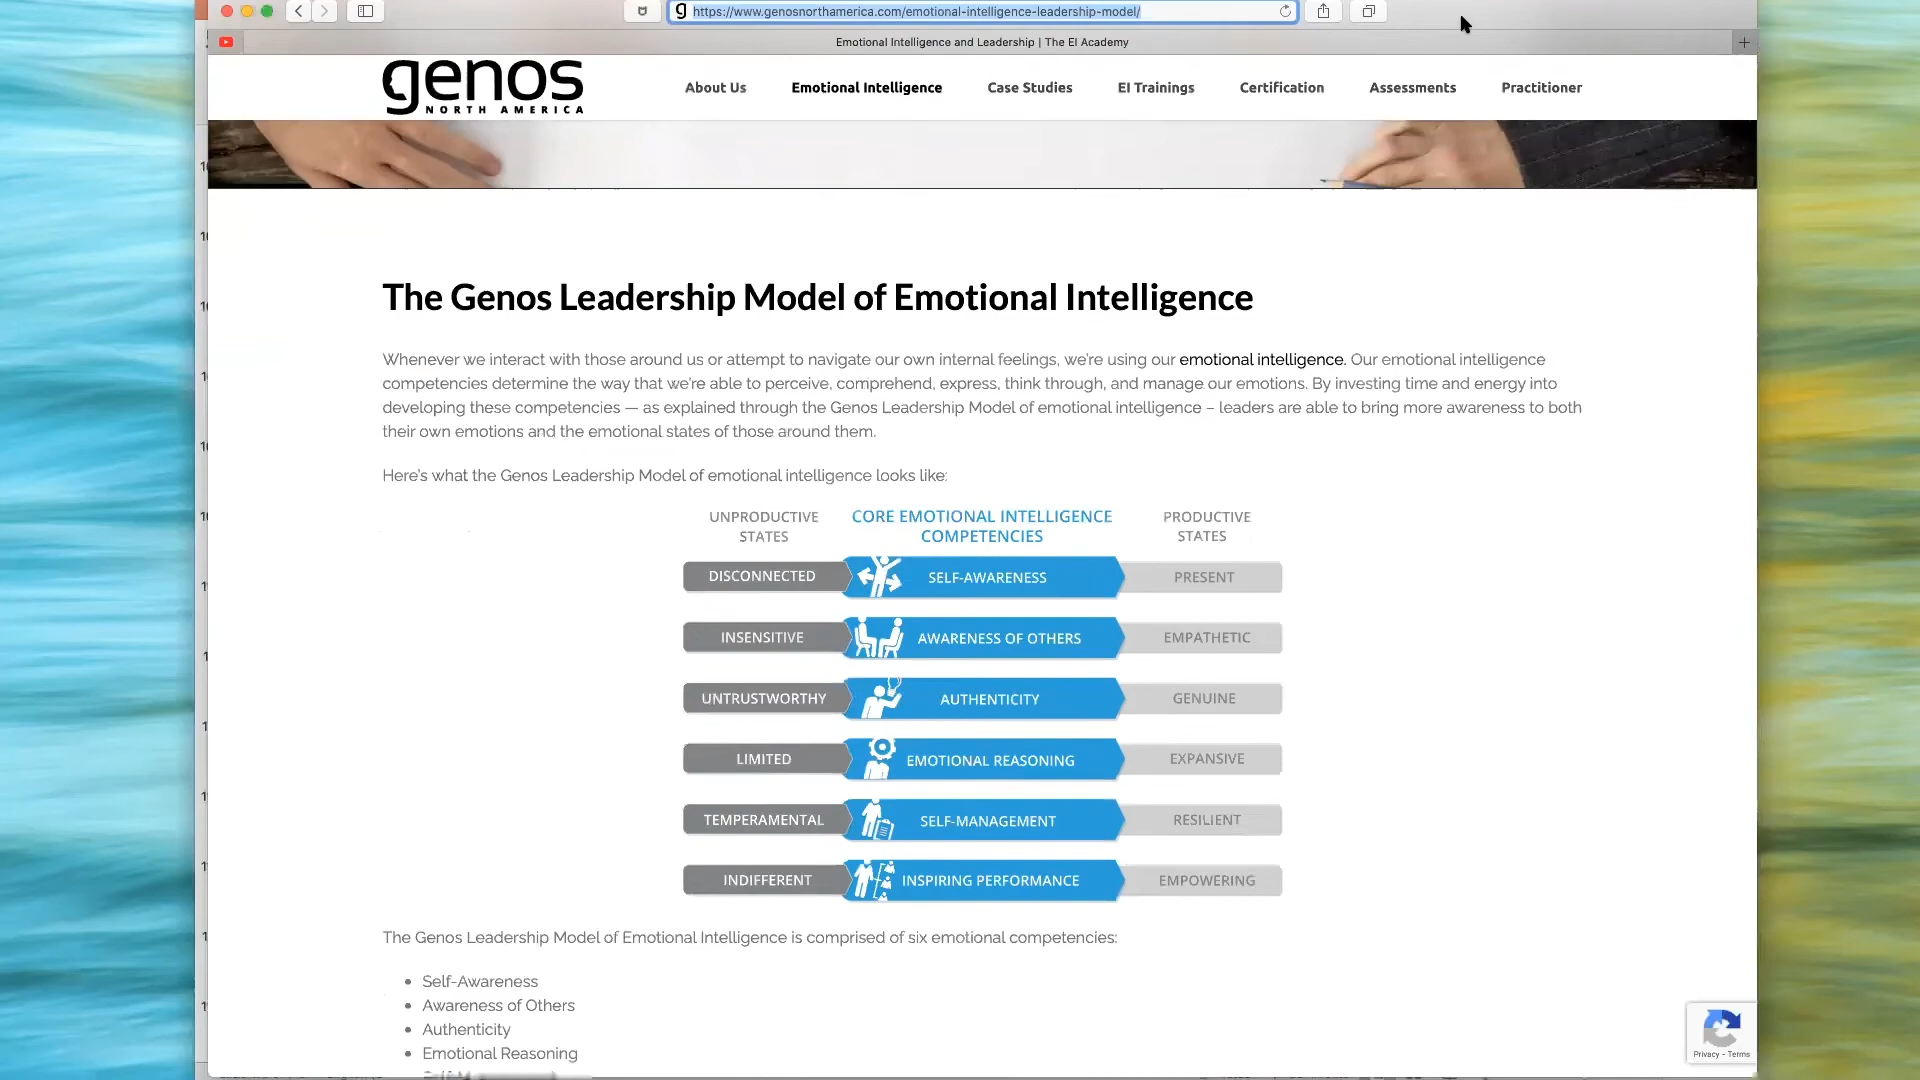 https://www.genosnorthamerica.com/emotional-intelligence-leadership-model/
Emotional Intelligence and Leadership | The EI Academy
genos
NORTH AMERICA
About Us
Emotional Intelligence
Case Studies
EI Trainings
Certification
Assessments
Practitioner
The Genos Leadership Model of Emotional Intelligence
Whenever we interact with those around us or attempt to navigate our own internal feelings, we're using our emotional intelligence. Our emotional intelligence
competencies determine the way that we're able to perceive, comprehend, express, think through, and manage our emotions. By investing time and energy into
developing these competencies — as explained through the Genos Leadership Model of emotional intelligence – leaders are able to bring more awareness to both
their own emotions and the emotional states of those around them.
Here's what the Genos Leadership Model of emotional intelligence looks like:
UNPRODUCTIVE
STATES
CORE EMOTIONAL INTELLIGENCE
COMPETENCIES
PRODUCTIVE
STATES
DISCONNECTED
SELF-AWARENESS
PRESENT
INSENSITIVE
AWARENESS OF OTHERS
EMPATHETIC
UNTRUSTWORTHY
AUTHENTICITY
GENUINE
LIMITED
EMOTIONAL REASONING
EXPANSIVE
TEMPERAMENTAL
SELF-MANAGEMENT
RESILIENT
INDIFFERENT
INSPIRING PERFORMANCE
EMPOWERING
The Genos Leadership Model of Emotional Intelligence is comprised of six emotional competencies:
Self-Awareness
Awareness of Others
Authenticity
Emotional Reasoning
Privacy - Terms